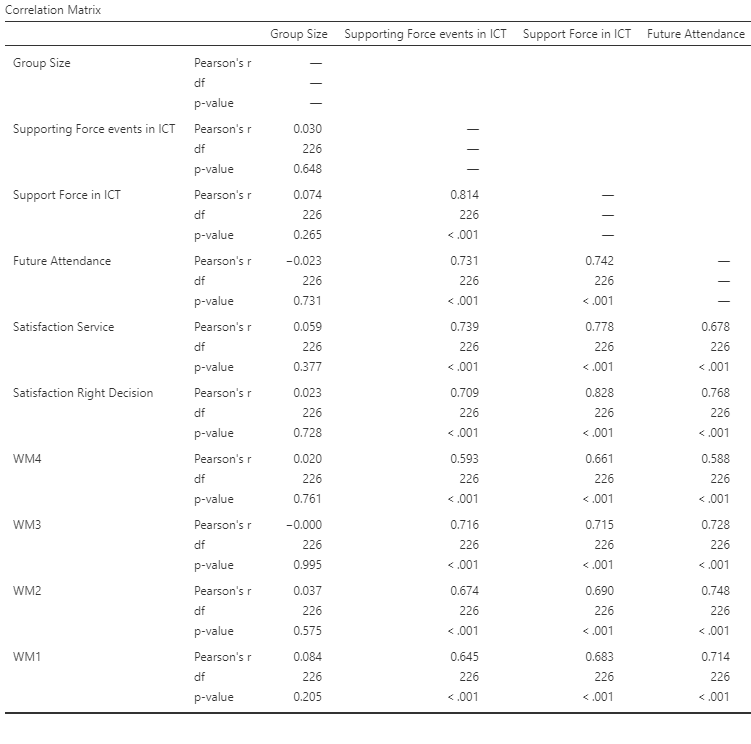 Correlation Matrix
Group Size Supporting Force events in ICT Support Force in ICT Future Attendance
Group Size Pearson's r —
df —
p-value —
Supporting Force events in ICT Pearson's r 0.030 —
df 226 —
p-value 0.648 —
Support Force in ICT Pearson's r 0.074 0.814 —
df 226 226 —
p-value 0.265 < .001 —
Future Attendance Pearson's r −0.023 0.731 0.742 —
df 226 226 226 —
p-value 0.731 < .001 < .001 —
Satisfaction Service Pearson's r 0.059 0.739 0.778 0.678
df 226 226 226 226
p-value 0.377 < .001 < .001 < .001
Satisfaction Right Decision Pearson's r 0.023 0.709 0.828 0.768
df 226 226 226 226
p-value 0.728 < .001 < .001 < .001
WM4 Pearson's r 0.020 0.593 0.661 0.588
df 226 226 226 226
p-value 0.761 < .001 < .001 < .001
WM3 Pearson's r −0.000 0.716 0.715 0.728
df 226 226 226 226
p-value 0.995 < .001 < .001 < .001
WM2 Pearson's r 0.037 0.674 0.690 0.748
df 226 226 226 226
p-value 0.575 < .001 < .001 < .001
WM1 Pearson's r 0.084 0.645 0.683 0.714
df 226 226 226 226
p-value 0.205 < .001 < .001 < .001